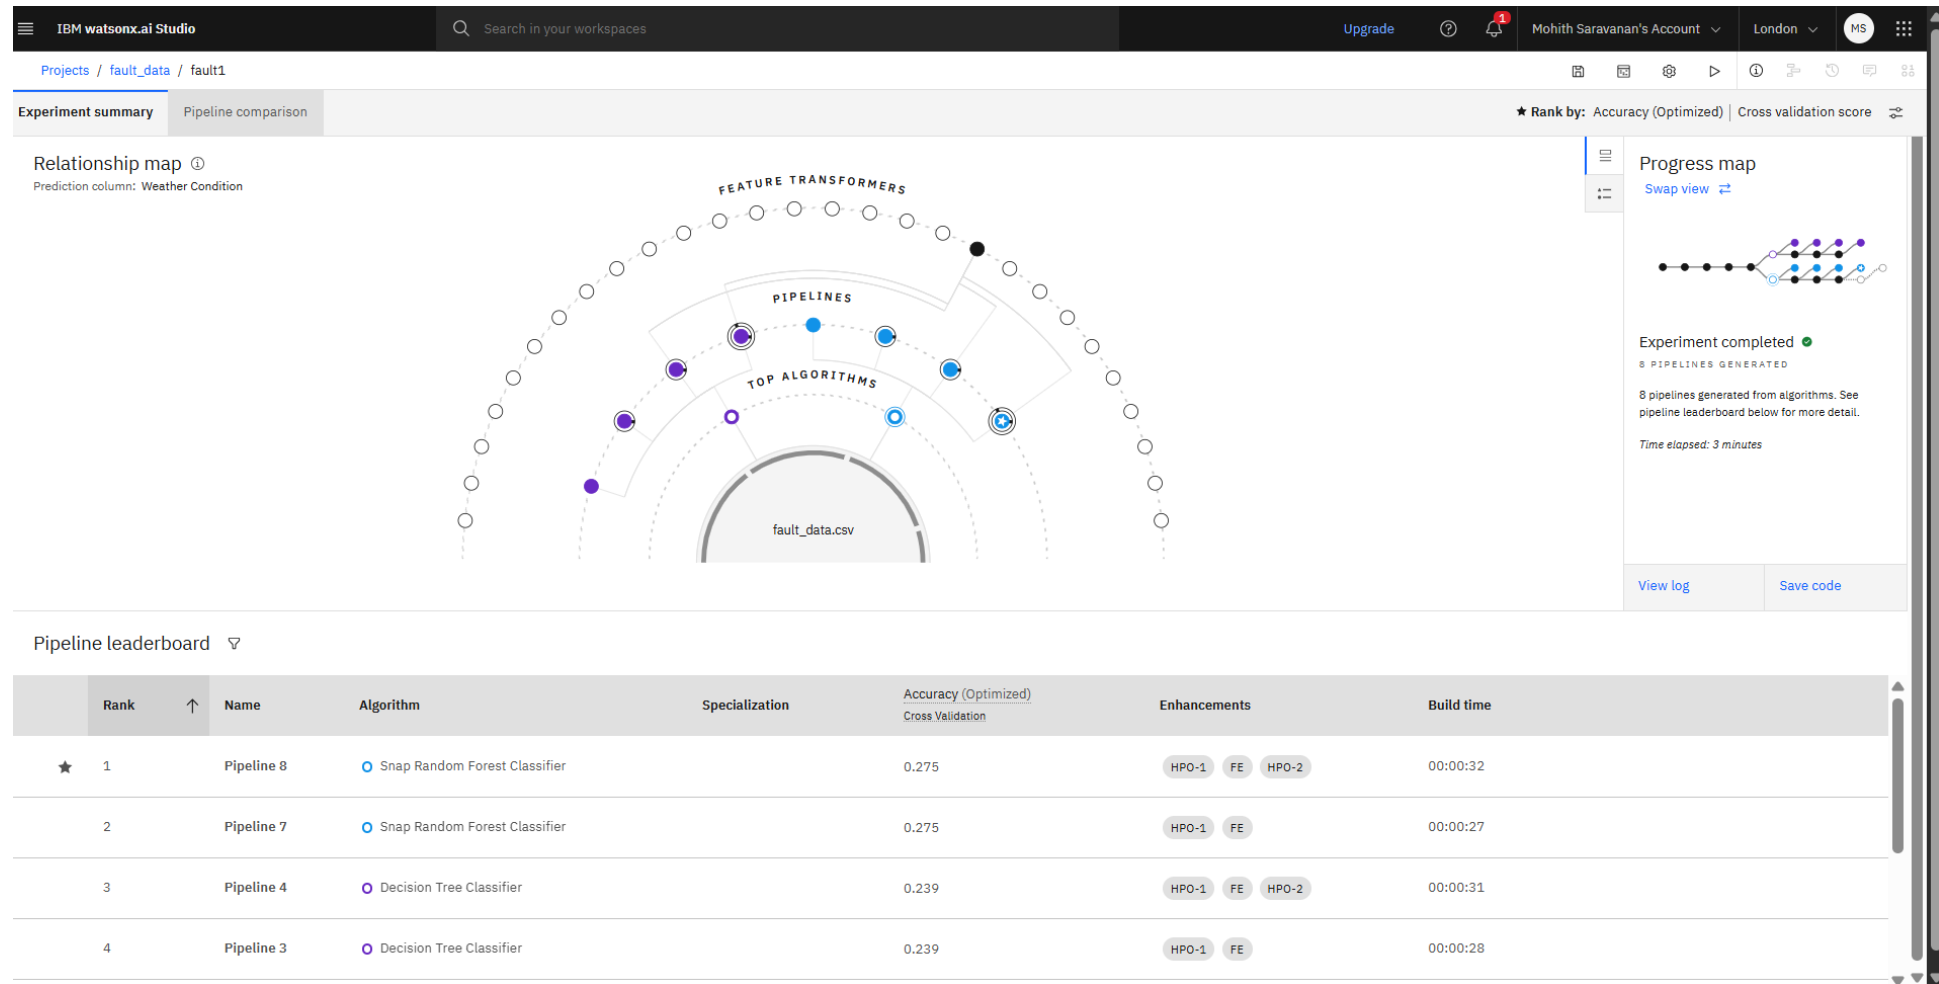 IBM watsonx.ai Studio
Search in your workspaces
Upgrade
1
Mohith Saravanan's Account
London
MS
Projects / fault_data / fault1
Experiment summary
Pipeline comparison
★ Rank by: Accuracy (Optimized) | Cross validation score
Relationship map
Prediction column: Weather Condition
FEATURE TRANSFORMERS
PIPELINES
TOP ALGORITHMS
fault_data.csv
Progress map
Swap view
Experiment completed
8 PIPELINES GENERATED
8 pipelines generated from algorithms. See
pipeline leaderboard below for more detail.
Time elapsed: 3 minutes
View log
Save code
Pipeline leaderboard
Rank Name Algorithm Specialization Accuracy (Optimized) Enhancements Build time
Cross Validation
1 Pipeline 8 Snap Random Forest Classifier 0.275 HPO-1 FE HPO-2 00:00:32
2 Pipeline 7 Snap Random Forest Classifier 0.275 HPO-1 FE 00:00:27
3 Pipeline 4 Decision Tree Classifier 0.239 HPO-1 FE HPO-2 00:00:31
4 Pipeline 3 Decision Tree Classifier 0.239 HPO-1 FE 00:00:28